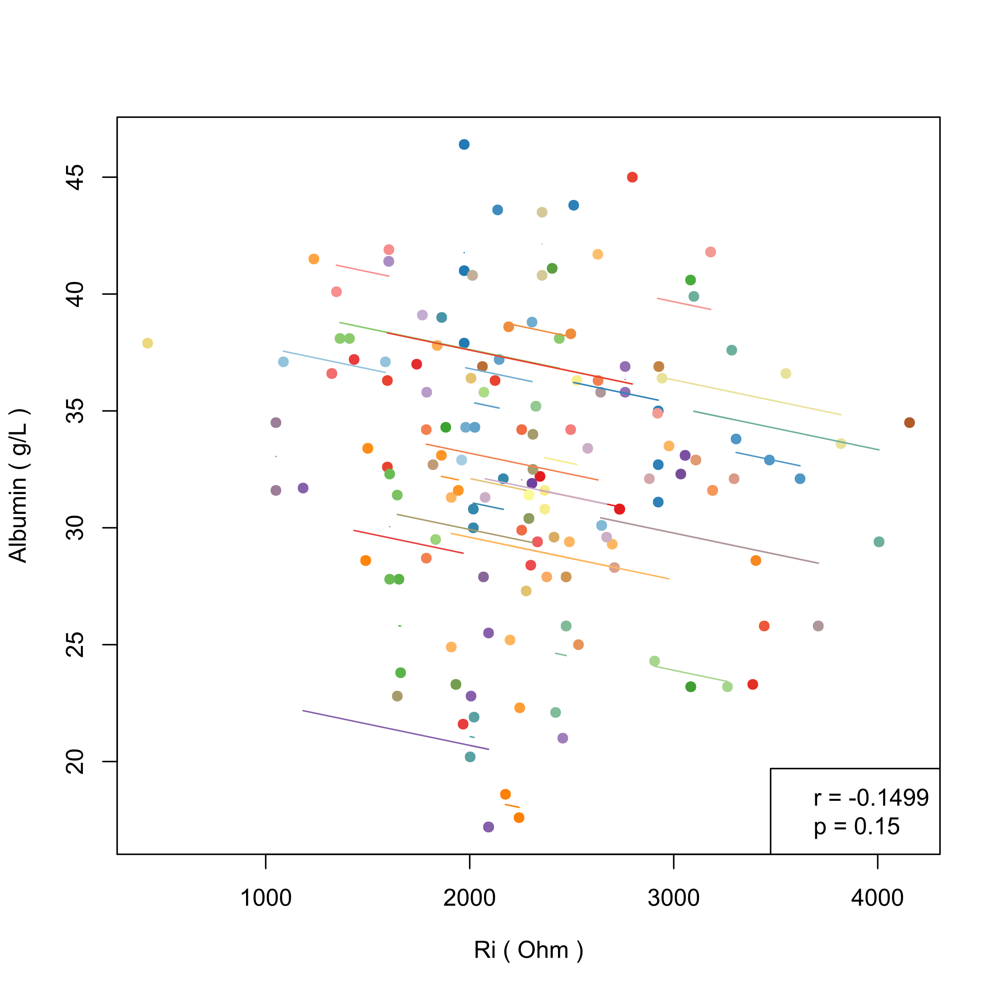 45
40
35
30
25
20
Albumin ( g/L )
r = -0.1499
p = 0.15
1000 2000 3000 4000
Ri ( Ohm )